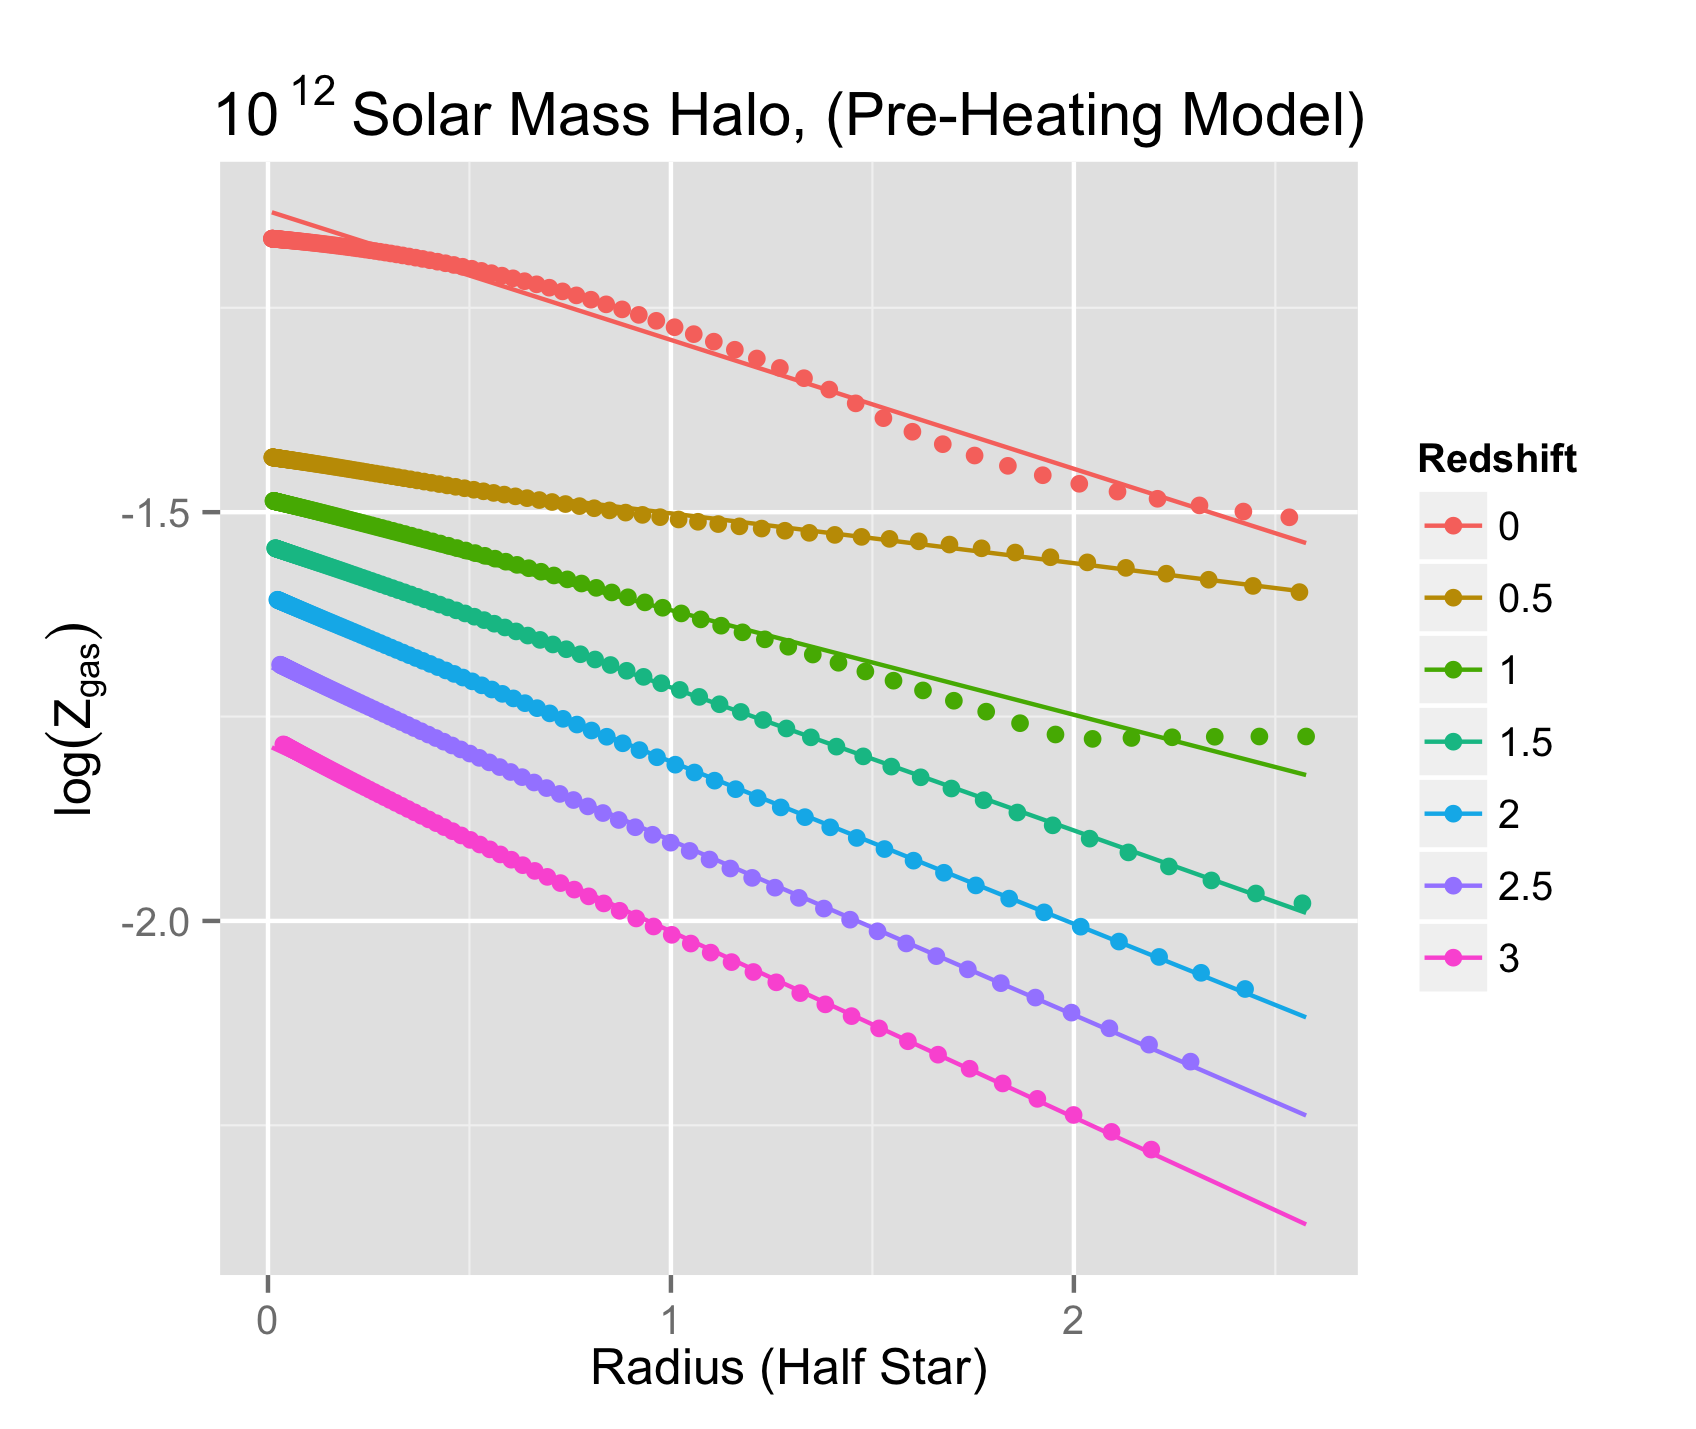 10^12 Solar Mass Halo, (Pre-Heating Model)
log(Z_gas)
-1.5
-2.0
0 1 2
Radius (Half Star)
Redshift
0
0.5
1
1.5
2
2.5
3